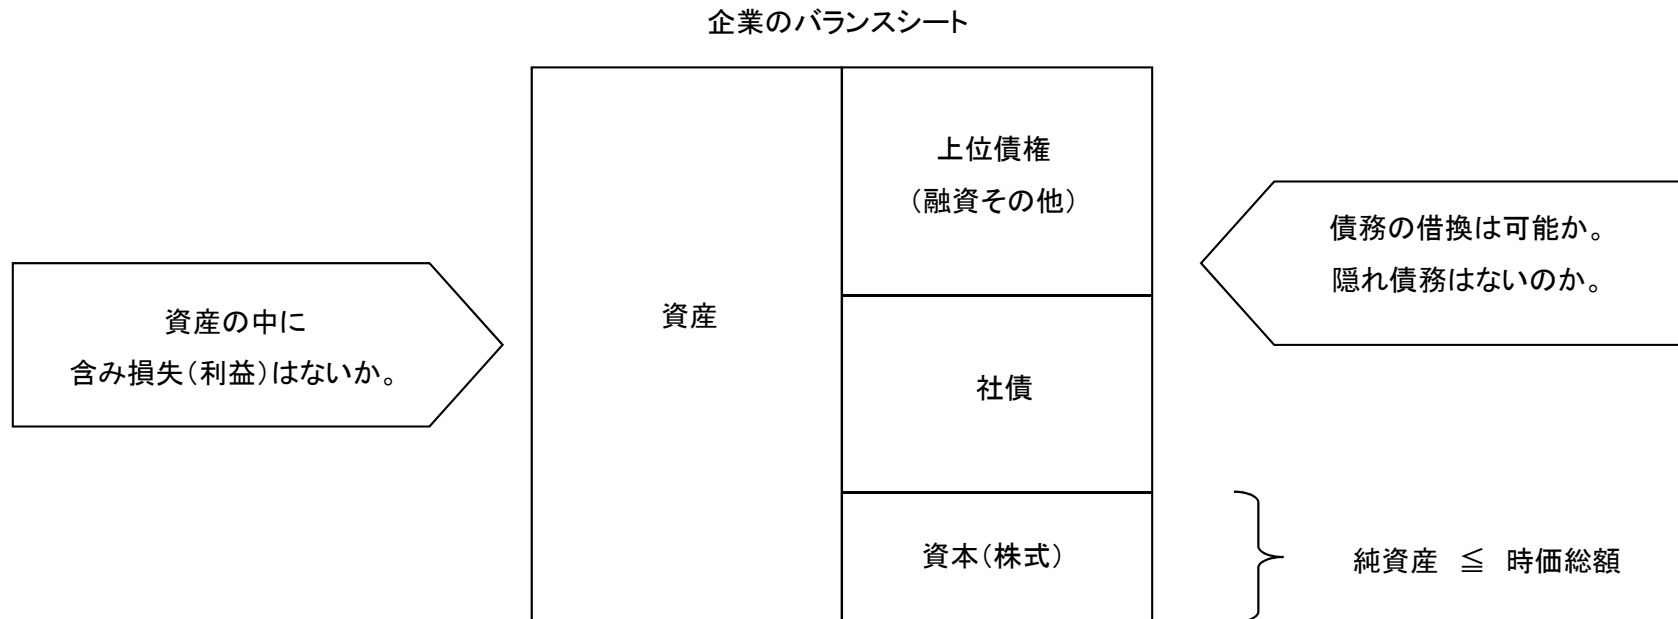 企業のバランスシート
上位債権
（融資その他）
債務の借換は可能か。
隠れ債務はないのか。
資産の中に
含み損失（利益）はないか。
資産
社債
資本（株式）
純資産 ≦ 時価総額